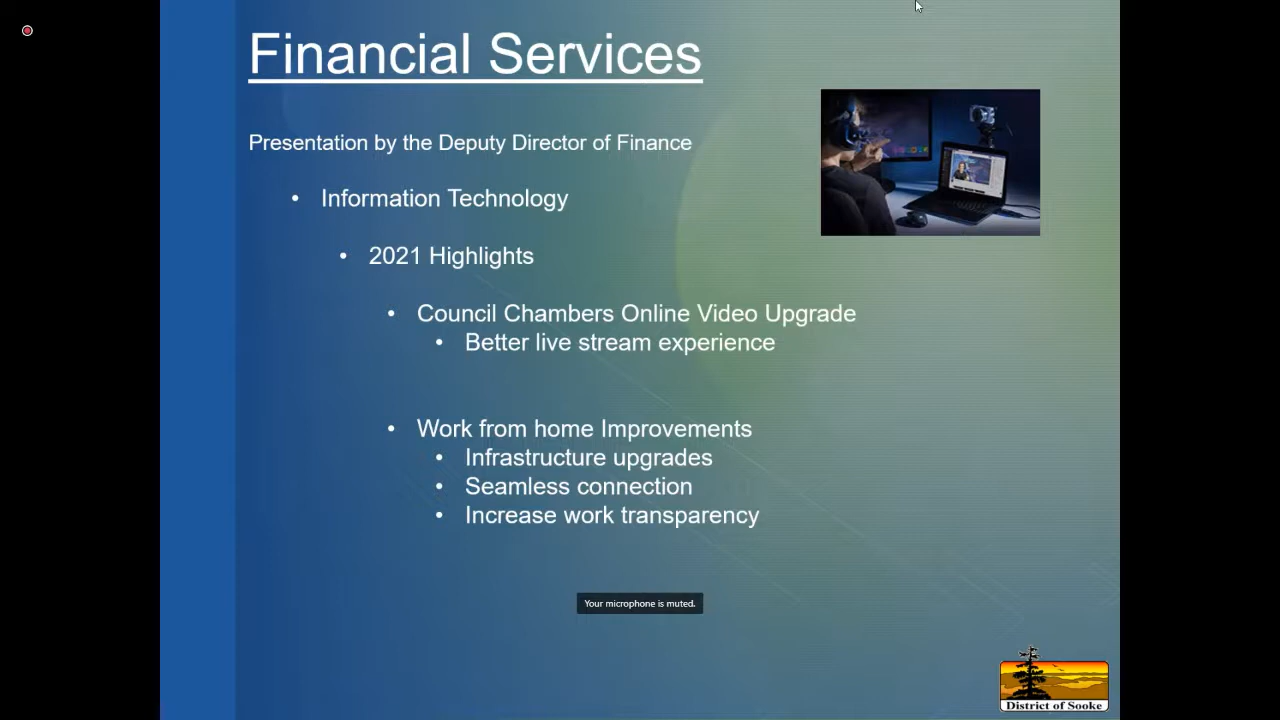 Financial Services
Presentation by the Deputy Director of Finance
• Information Technology
• 2021 Highlights
• Council Chambers Online Video Upgrade
• Better live stream experience
• Work from home Improvements
• Infrastructure upgrades
• Seamless connection
• Increase work transparency
Your microphone is muted.
District of Sooke